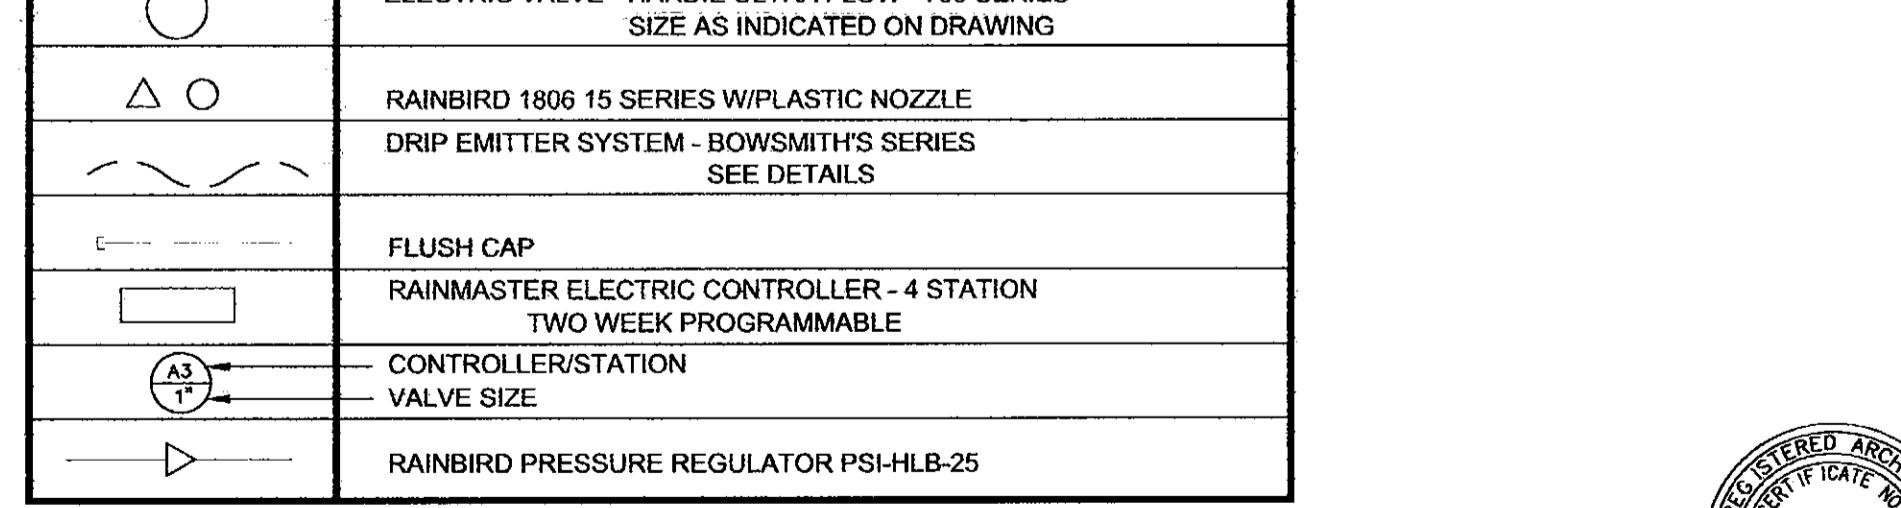 SIZE AS INDICATED ON DRAWING
RAINBIRD 1806 15 SERIES W/PLASTIC NOZZLE
DRIP EMITTER SYSTEM - BOWSMITH'S SERIES
SEE DETAILS
FLUSH CAP
RAINMASTER ELECTRIC CONTROLLER - 4 STATION
TWO WEEK PROGRAMMABLE
A3
CONTROLLER/STATION
1"
VALVE SIZE
RAINBIRD PRESSURE REGULATOR PSI-HLB-25